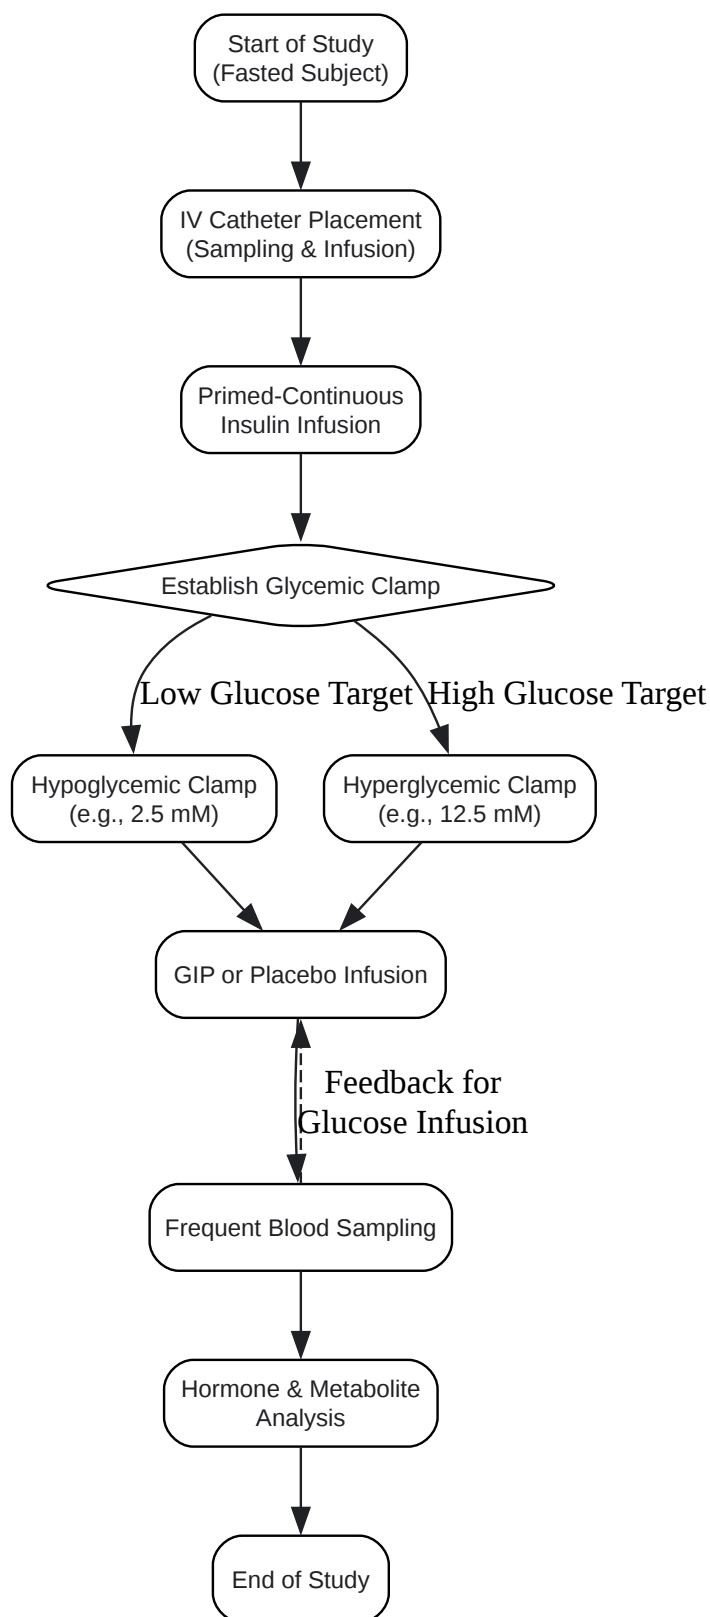 Start of Study
(Fasted Subject)
IV Catheter Placement
(Sampling & Infusion)
Primed-Continuous
Insulin Infusion
Establish Glycemic Clamp
Low Glucose Target
High Glucose Target
Hypoglycemic Clamp
(e.g., 2.5 mM)
Hyperglycemic Clamp
(e.g., 12.5 mM)
GIP or Placebo Infusion
Feedback for
Glucose Infusion
Frequent Blood Sampling
Hormone & Metabolite
Analysis
End of Study